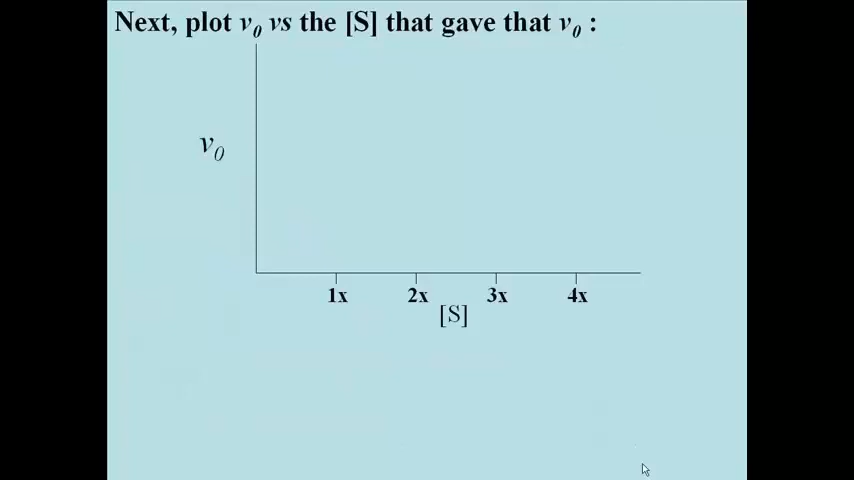 Next, plot v0 vs the [S] that gave that v0 :
v0
1x 2x 3x 4x
[S]